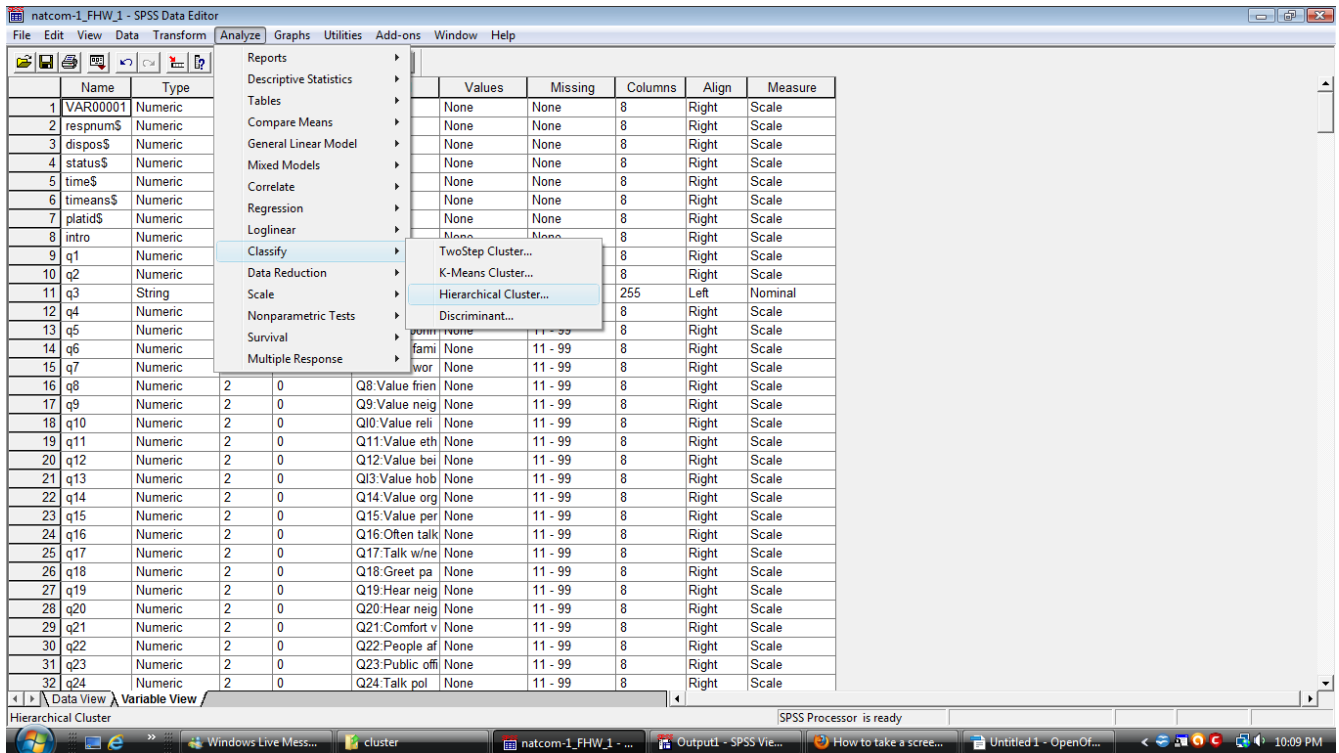 natcom-1_FHW_1 - SPSS Data Editor
File Edit View Data Transform Analyze Graphs Utilities Add-ons Window Help
Reports
Descriptive Statistics
Tables
Compare Means
General Linear Model
Mixed Models
Correlate
Regression
Loglinear
Classify
Data Reduction
Scale
Nonparametric Tests
Survival
Multiple Response
TwoStep Cluster...
K-Means Cluster...
Hierarchical Cluster...
Discriminant...
Name Type Values Missing Columns Align Measure
1 VAR00001 Numeric None None 8 Right Scale
2 respnum$ Numeric None None 8 Right Scale
3 dispos$ Numeric None None 8 Right Scale
4 status$ Numeric None None 8 Right Scale
5 time$ Numeric None None 8 Right Scale
6 timeans$ Numeric None None 8 Right Scale
7 platid$ Numeric None None 8 Right Scale
8 intro Numeric None None 8 Right Scale
9 q1 Numeric 8 Right Scale
10 q2 Numeric 8 Right Scale
11 q3 String 255 Left Nominal
12 q4 Numeric 8 Right Scale
13 q5 Numeric None 11 - 99 8 Right Scale
14 q6 Numeric fami None 11 - 99 8 Right Scale
15 q7 Numeric wor None 11 - 99 8 Right Scale
16 q8 Numeric 2 0 Q8:Value frien None 11 - 99 8 Right Scale
17 q9 Numeric 2 0 Q9:Value neig None 11 - 99 8 Right Scale
18 q10 Numeric 2 0 QI0:Value reli None 11 - 99 8 Right Scale
19 q11 Numeric 2 0 Q11:Value eth None 11 - 99 8 Right Scale
20 q12 Numeric 2 0 Q12:Value bei None 11 - 99 8 Right Scale
21 q13 Numeric 2 0 QI3:Value hob None 11 - 99 8 Right Scale
22 q14 Numeric 2 0 Q14:Value org None 11 - 99 8 Right Scale
23 q15 Numeric 2 0 Q15:Value per None 11 - 99 8 Right Scale
24 q16 Numeric 2 0 Q16:Often talk None 11 - 99 8 Right Scale
25 q17 Numeric 2 0 Q17:Talk w/ne None 11 - 99 8 Right Scale
26 q18 Numeric 2 0 Q18:Greet pa None 11 - 99 8 Right Scale
27 q19 Numeric 2 0 Q19:Hear neig None 11 - 99 8 Right Scale
28 q20 Numeric 2 0 Q20:Hear neig None 11 - 99 8 Right Scale
29 q21 Numeric 2 0 Q21:Comfort v None 11 - 99 8 Right Scale
30 q22 Numeric 2 0 Q22:People af None 11 - 99 8 Right Scale
31 q23 Numeric 2 0 Q23:Public offi None 11 - 99 8 Right Scale
32 q24 Numeric 2 0 Q24:Talk pol None 11 - 99 8 Right Scale
Data View Variable View
Hierarchical Cluster SPSS Processor is ready
Windows Live Mess... cluster natcom-1_FHW_1 - ... Output1 - SPSS Vie... How to take a scree... Untitled 1 - OpenOf... 10:09 PM